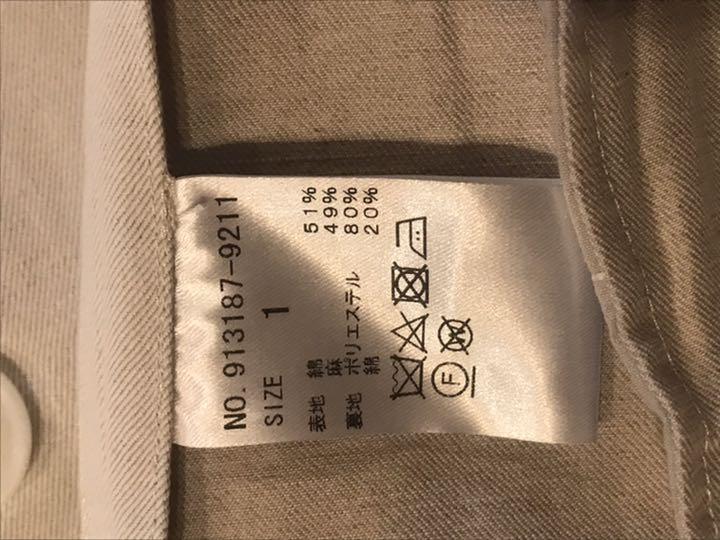 NO. 913187-9211
SIZE 1
表地 綿 51%
麻 49%
裏地 ポリエステル 80%
綿 20%
F
W